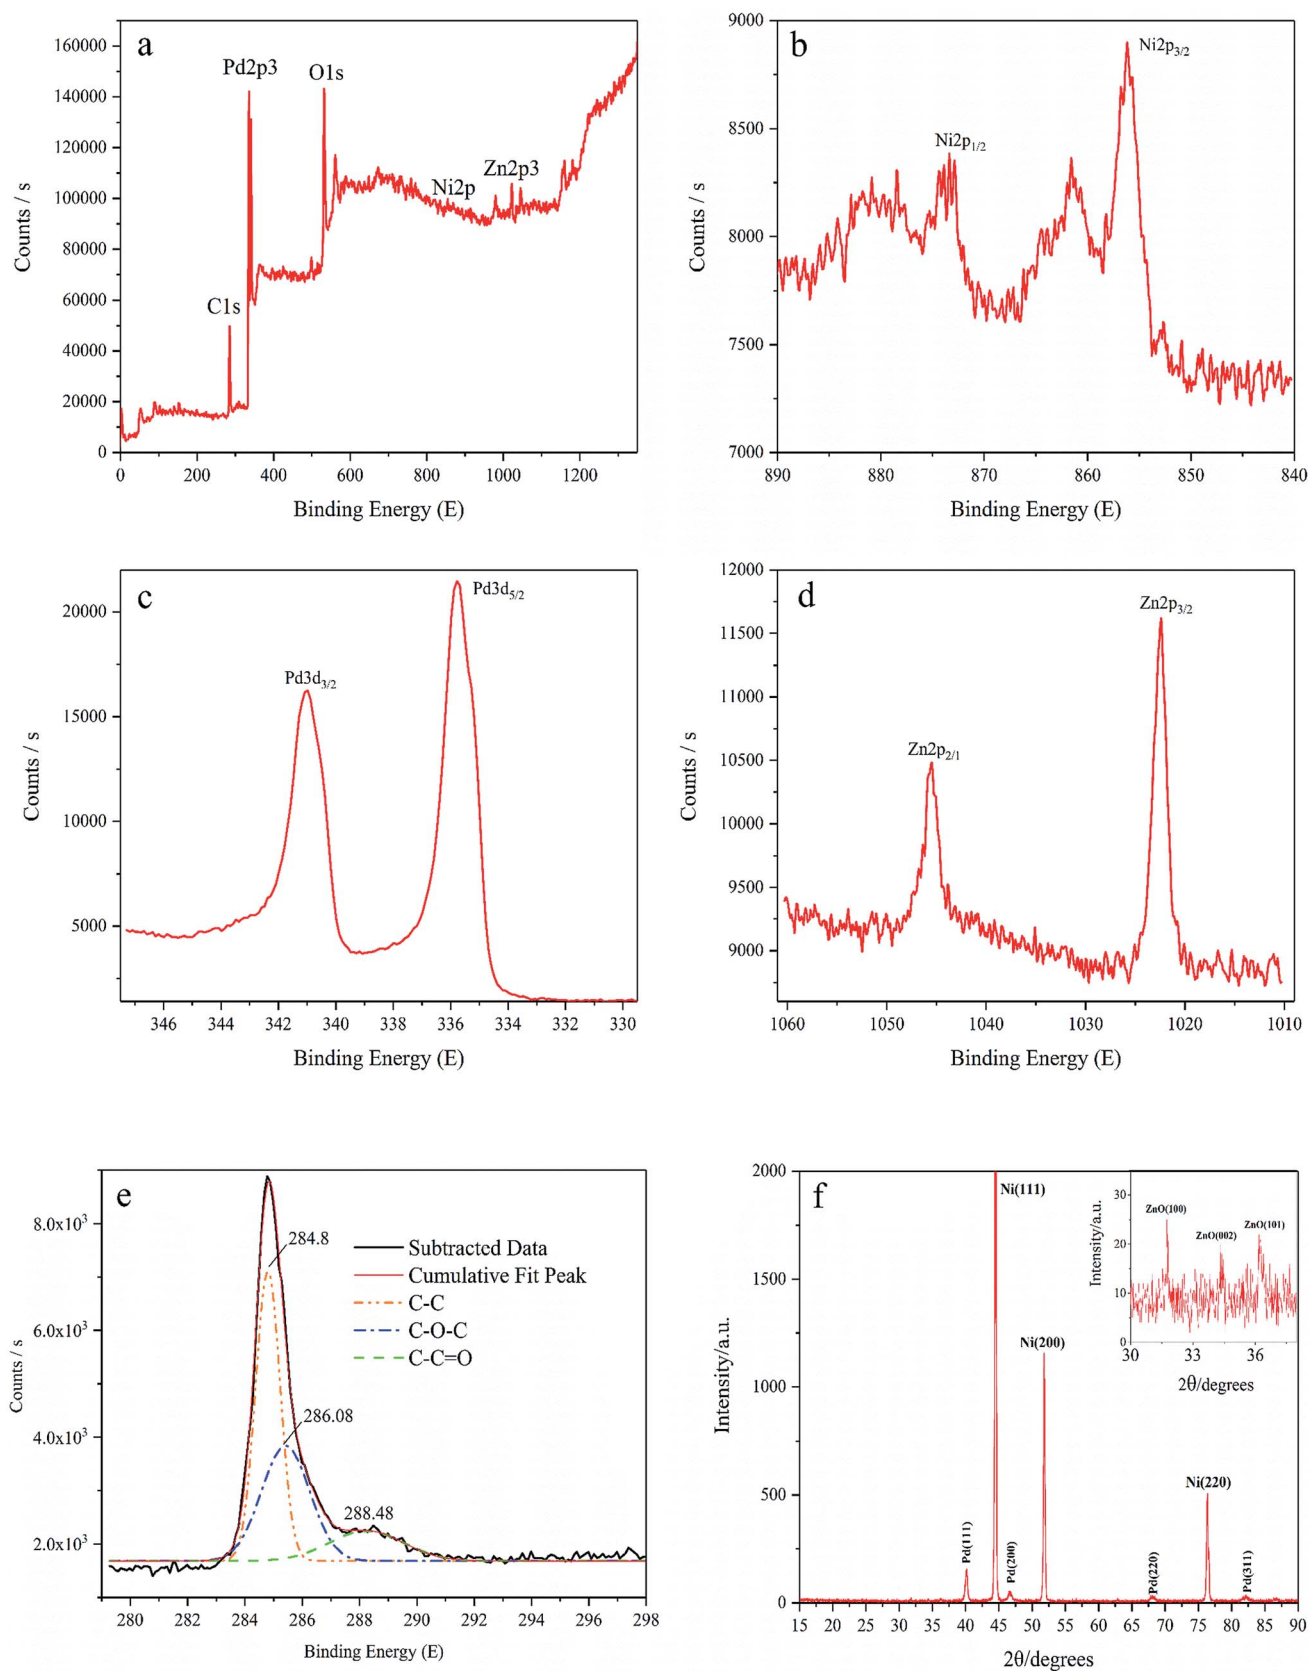 a
160000
140000
120000
100000
80000
60000
40000
20000
0
Counts / s
Pd2p3
O1s
C1s
Ni2p
Zn2p3
0 200 400 600 800 1000 1200
Binding Energy (E)
b
9000
8500
8000
7500
7000
Counts / s
Ni2p3/2
Ni2p1/2
890 880 870 860 850 840
Binding Energy (E)
c
20000
15000
10000
5000
Counts / s
Pd3d5/2
Pd3d3/2
346 344 342 340 338 336 334 332 330
Binding Energy (E)
d
12000
11500
11000
10500
10000
9500
9000
Counts / s
Zn2p3/2
Zn2p2/1
1060 1050 1040 1030 1020 1010
Binding Energy (E)
e
8.0x10³
6.0x10³
4.0x10³
2.0x10³
Counts / s
284.8
286.08
288.48
Subtracted Data
Cumulative Fit Peak
C-C
C-O-C
C-C=O
280 282 284 286 288 290 292 294 296 298
Binding Energy (E)
f
2000
1500
1000
500
0
Intensity/a.u.
Ni(111)
Ni(200)
Ni(220)
Pd(111)
Pd(200)
Pd(220)
Pd(311)
15 20 25 30 35 40 45 50 55 60 65 70 75 80 85 90
2θ/degrees
30
20
10
0
Intensity/a.u.
ZnO(100)
ZnO(002)
ZnO(101)
30 33 36
2θ/degrees